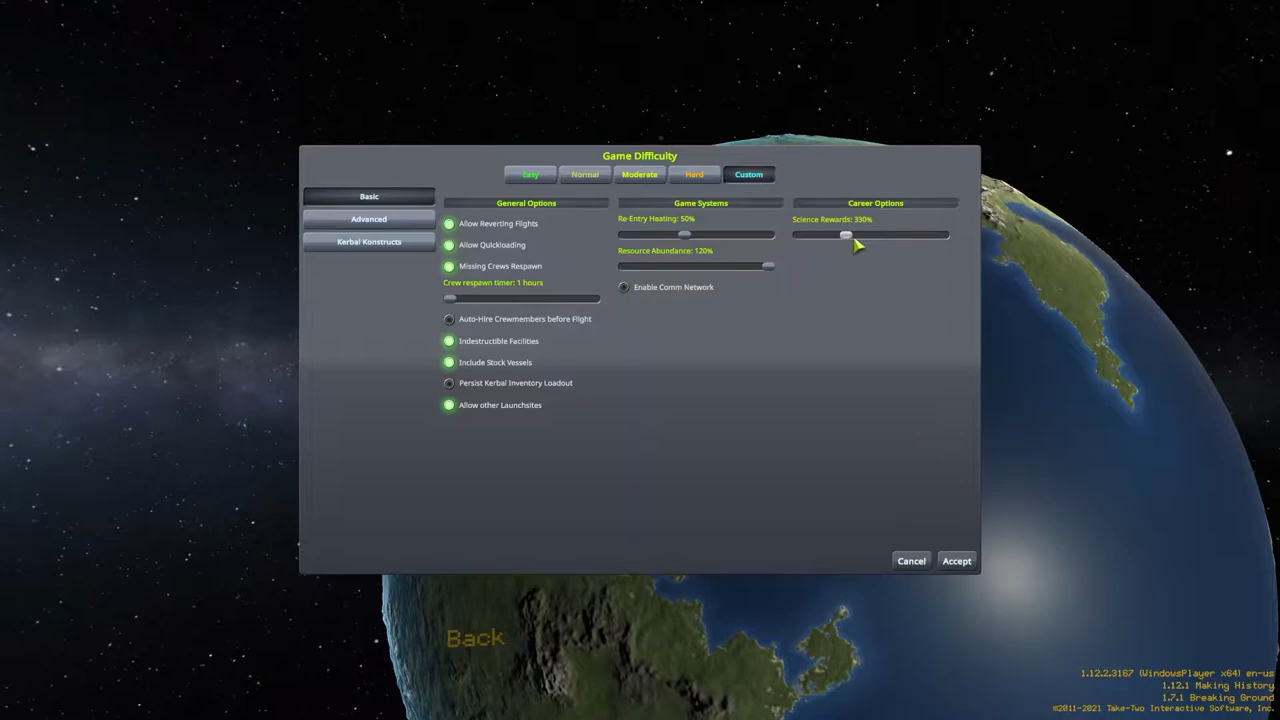 Game Difficulty
Easy Normal Moderate Hard Custom
Basic
Advanced
Kerbal Konstructs
General Options
Allow Reverting Flights
Allow Quickloading
Missing Crews Respawn
Crew respawn timer: 1 hours
Auto-Hire Crewmembers before Flight
Indestructible Facilities
Include Stock Vessels
Persist Kerbal Inventory Loadout
Allow other Launchsites
Game Systems
Re-Entry Heating: 50%
Resource Abundance: 120%
Enable Comm Network
Career Options
Science Rewards: 330%
Cancel Accept
Back
1.12.2.3167 (WindowsPlayer x64) en-us
1.12.1 Making History
1.7.1 Breaking Ground
©2011-2021 Take-Two Interactive Software, Inc.